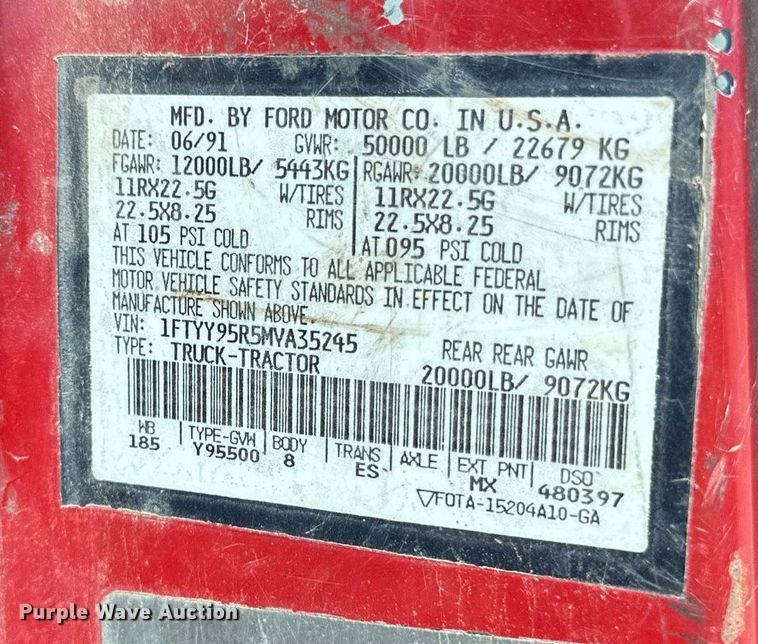 MFD. BY FORD MOTOR CO. IN U.S.A.
DATE: 06/91 GVWR: 50000 LB / 22679 KG
FGAWR: 12000LB/ 5443KG RGAWR: 20000LB/ 9072KG
11RX22.5G W/TIRES 11RX22.5G W/TIRES
22.5X8.25 RIMS 22.5X8.25 RIMS
AT 105 PSI COLD AT 095 PSI COLD
THIS VEHICLE CONFORMS TO ALL APPLICABLE FEDERAL
MOTOR VEHICLE SAFETY STANDARDS IN EFFECT ON THE DATE OF
MANUFACTURE SHOWN ABOVE.
VIN: 1FTYY95R5MVA35245 REAR REAR GAWR
TYPE: TRUCK-TRACTOR 20000LB/ 9072KG
WB TYPE-GVW BODY TRANS AXLE EXT PNT DSO
185 Y95500 8 ES MX 480397
▽FOTA-15204A10-GA
Purple Wave Auction